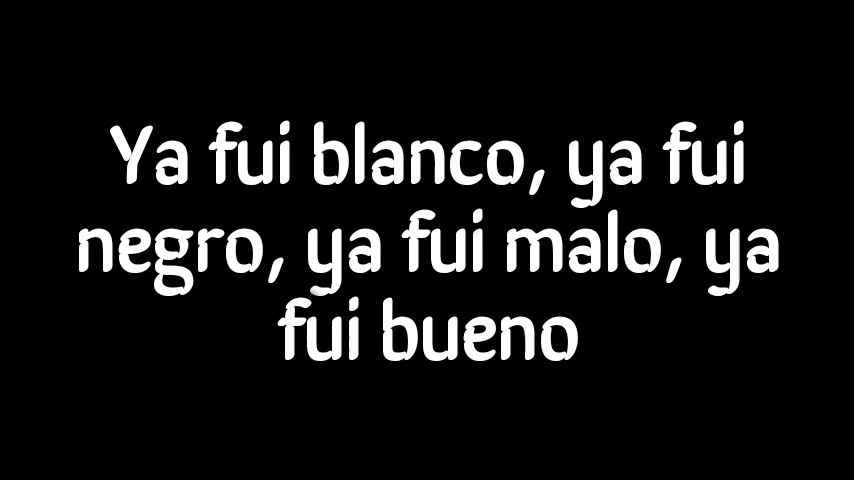 Ya fui blanco, ya fui
negro, ya fui malo, ya
fui bueno